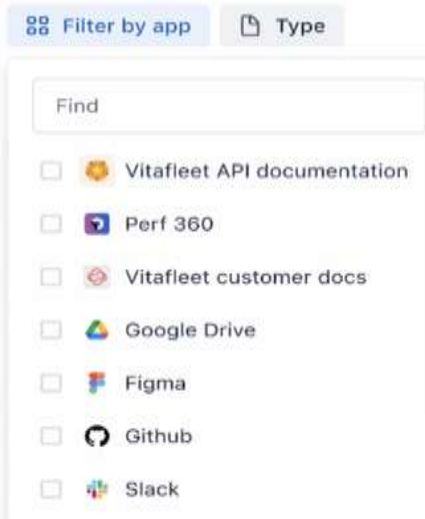 Filter by app
Type
Find
Vitafleet API documentation
Perf 360
Vitafleet customer docs
Google Drive
Figma
Github
Slack